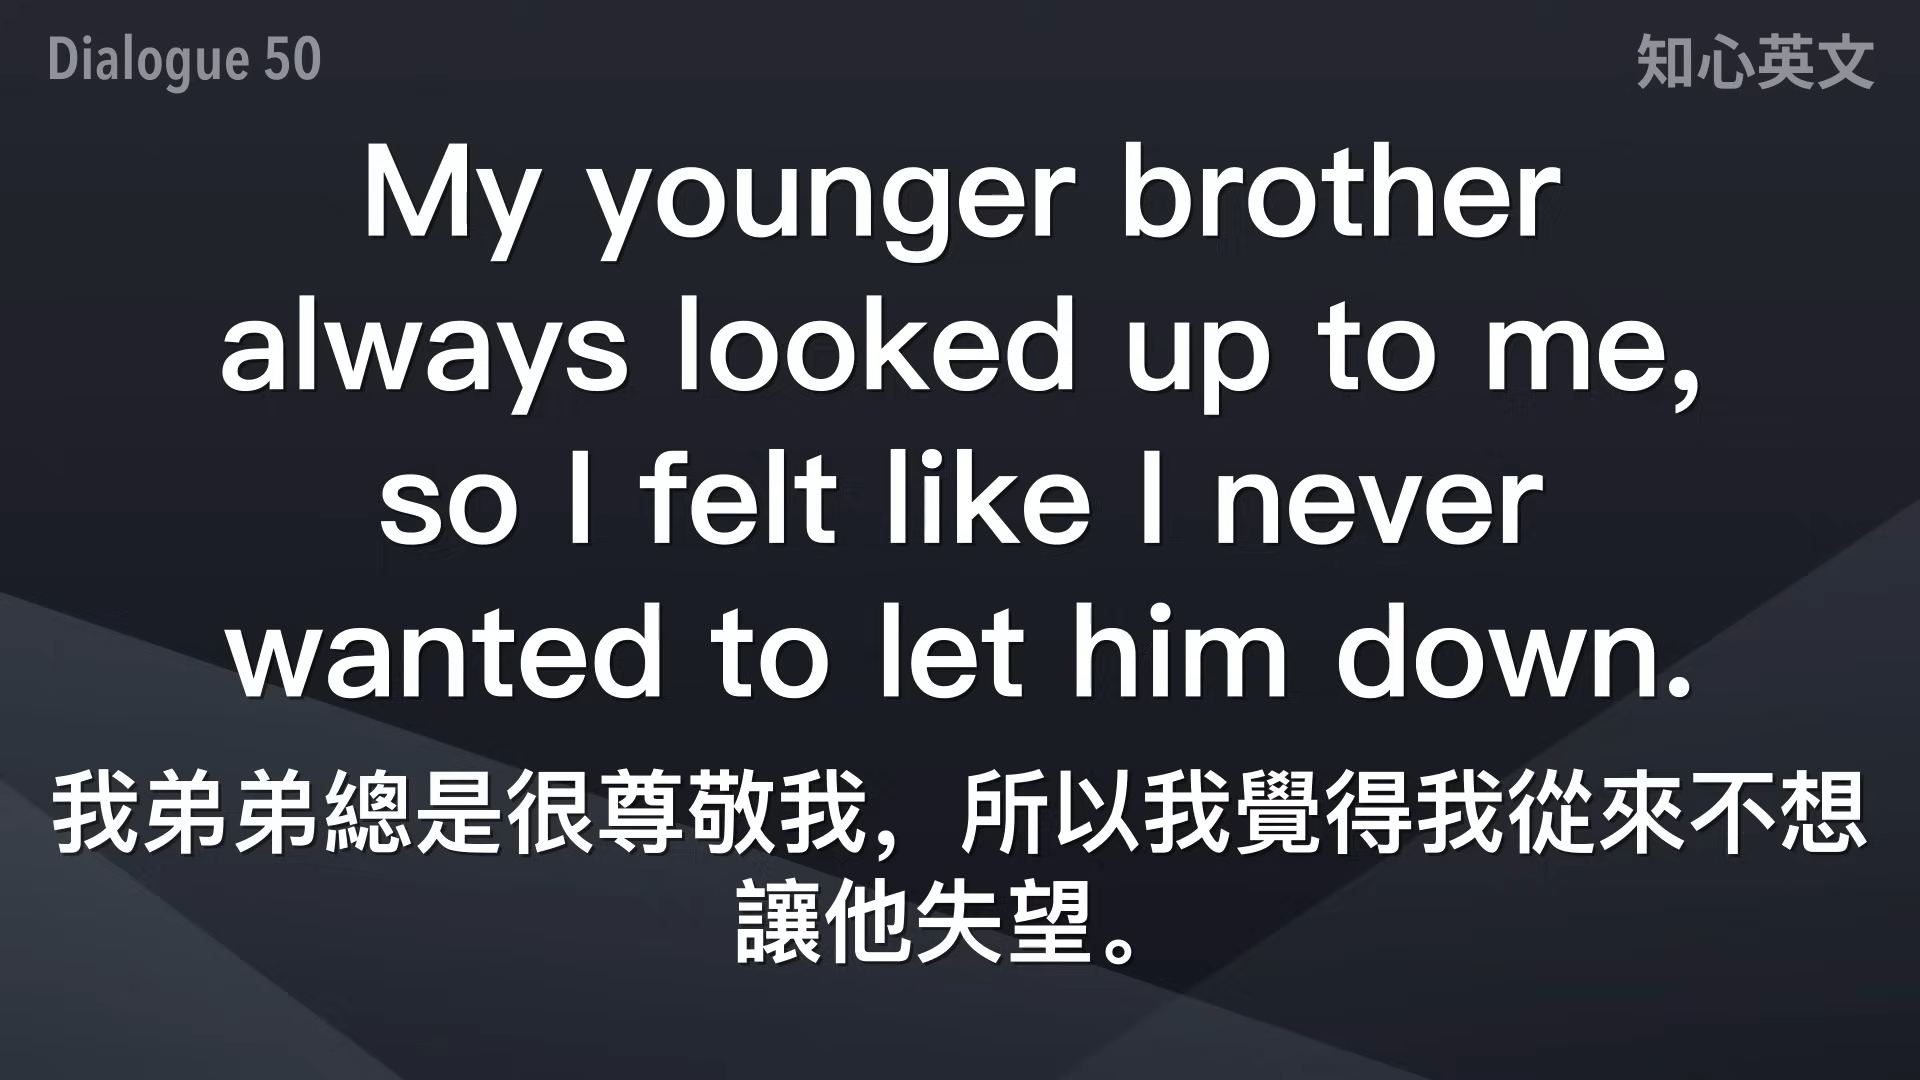 Dialogue 50
知心英文
My younger brother
always looked up to me,
so I felt like I never
wanted to let him down.
我弟弟總是很尊敬我，所以我覺得我從來不想
讓他失望。